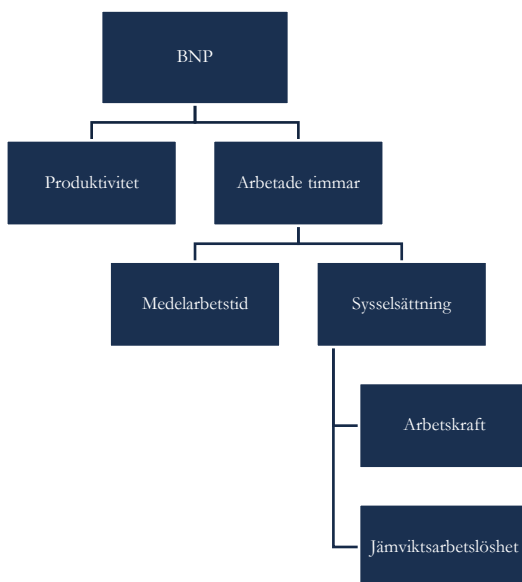 BNP
Produktivitet
Arbetade timmar
Medelarbetstid
Sysselsättning
Arbetskraft
Jämviktsarbetslöshet